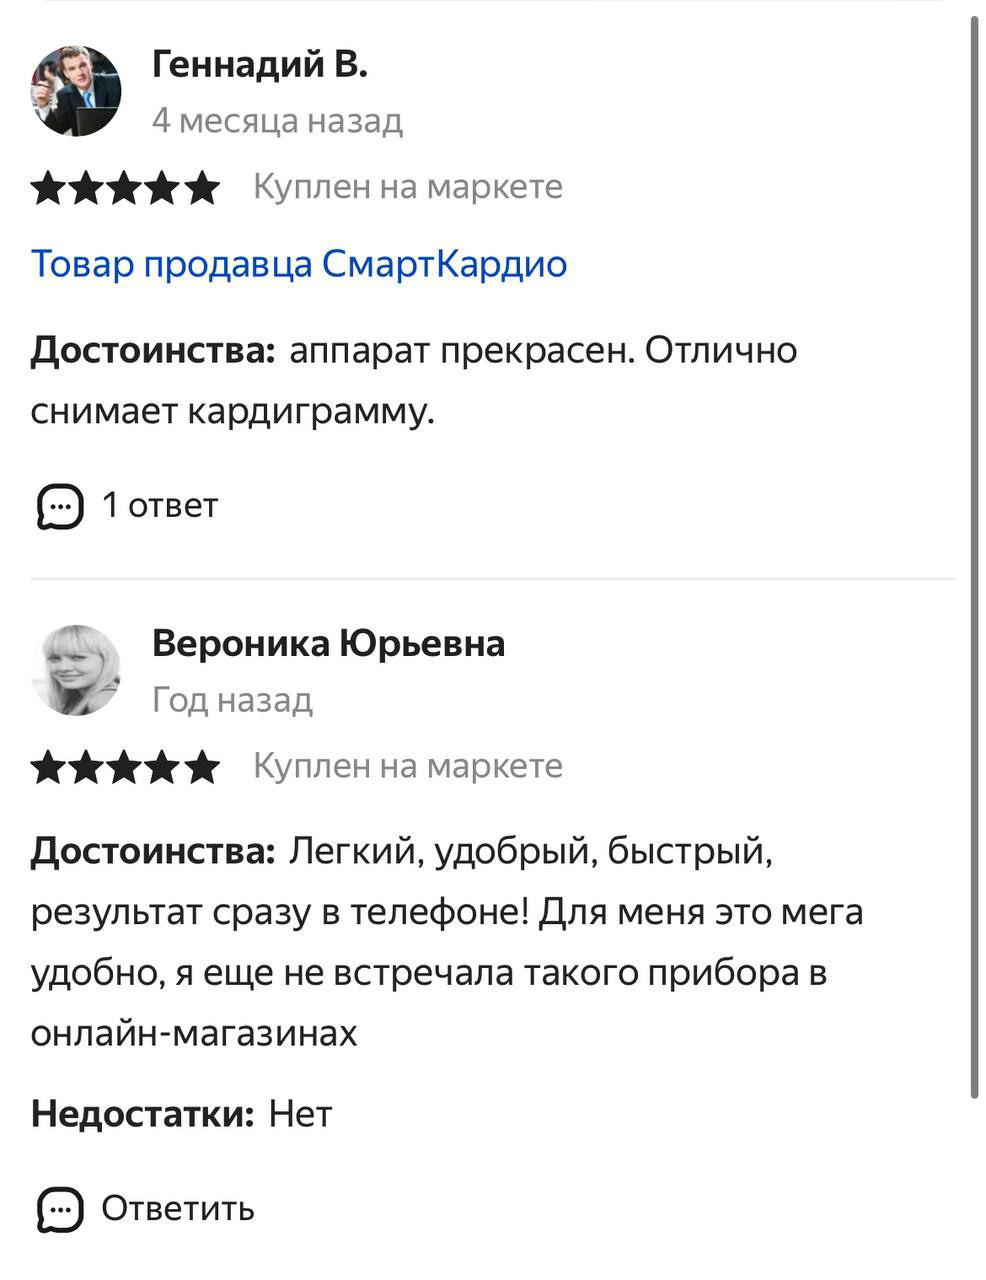 Геннадий В.
4 месяца назад
Куплен на маркете
Товар продавца СмартКардио
Достоинства: аппарат прекрасен. Отлично
снимает кардиграмму.
1 ответ
Вероника Юрьевна
Год назад
Куплен на маркете
Достоинства: Легкий, удобрый, быстрый,
результат сразу в телефоне! Для меня это мега
удобно, я еще не встречала такого прибора в
онлайн-магазинах
Недостатки: Нет
Ответить